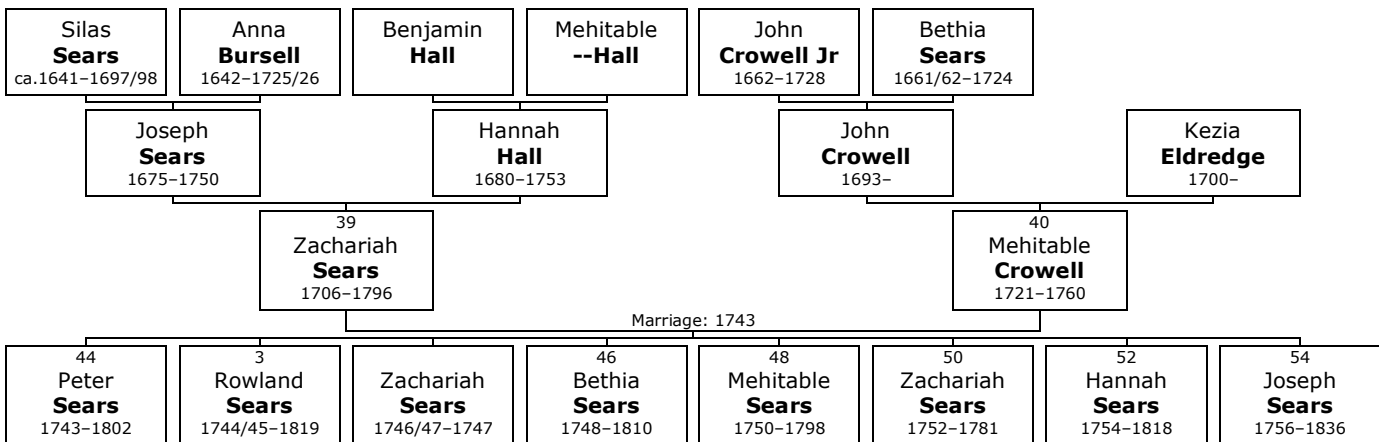 Silas
Sears
ca.1641–1697/98
Anna
Bursell
1642–1725/26
Benjamin
Hall
Mehitable
--Hall
John
Crowell Jr
1662–1728
Bethia
Sears
1661/62–1724
Joseph
Sears
1675–1750
Hannah
Hall
1680–1753
John
Crowell
1693–
Kezia
Eldredge
1700–
39
Zachariah
Sears
1706–1796
40
Mehitable
Crowell
1721–1760
Marriage: 1743
44
Peter
Sears
1743–1802
3
Rowland
Sears
1744/45–1819
Zachariah
Sears
1746/47–1747
46
Bethia
Sears
1748–1810
48
Mehitable
Sears
1750–1798
50
Zachariah
Sears
1752–1781
52
Hannah
Sears
1754–1818
54
Joseph
Sears
1756–1836